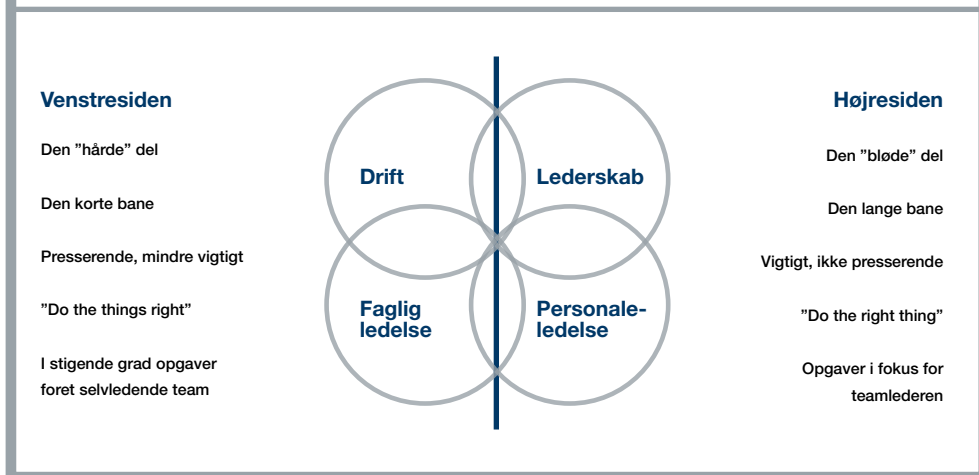 Venstresiden
Den ”hårde” del
Den korte bane
Presserende, mindre vigtigt
”Do the things right”
I stigende grad opgaver
foret selvledende team
Drift
Lederskab
Faglig
ledelse
Personale-
ledelse
Højresiden
Den ”bløde” del
Den lange bane
Vigtigt, ikke presserende
”Do the right thing”
Opgaver i fokus for
teamlederen